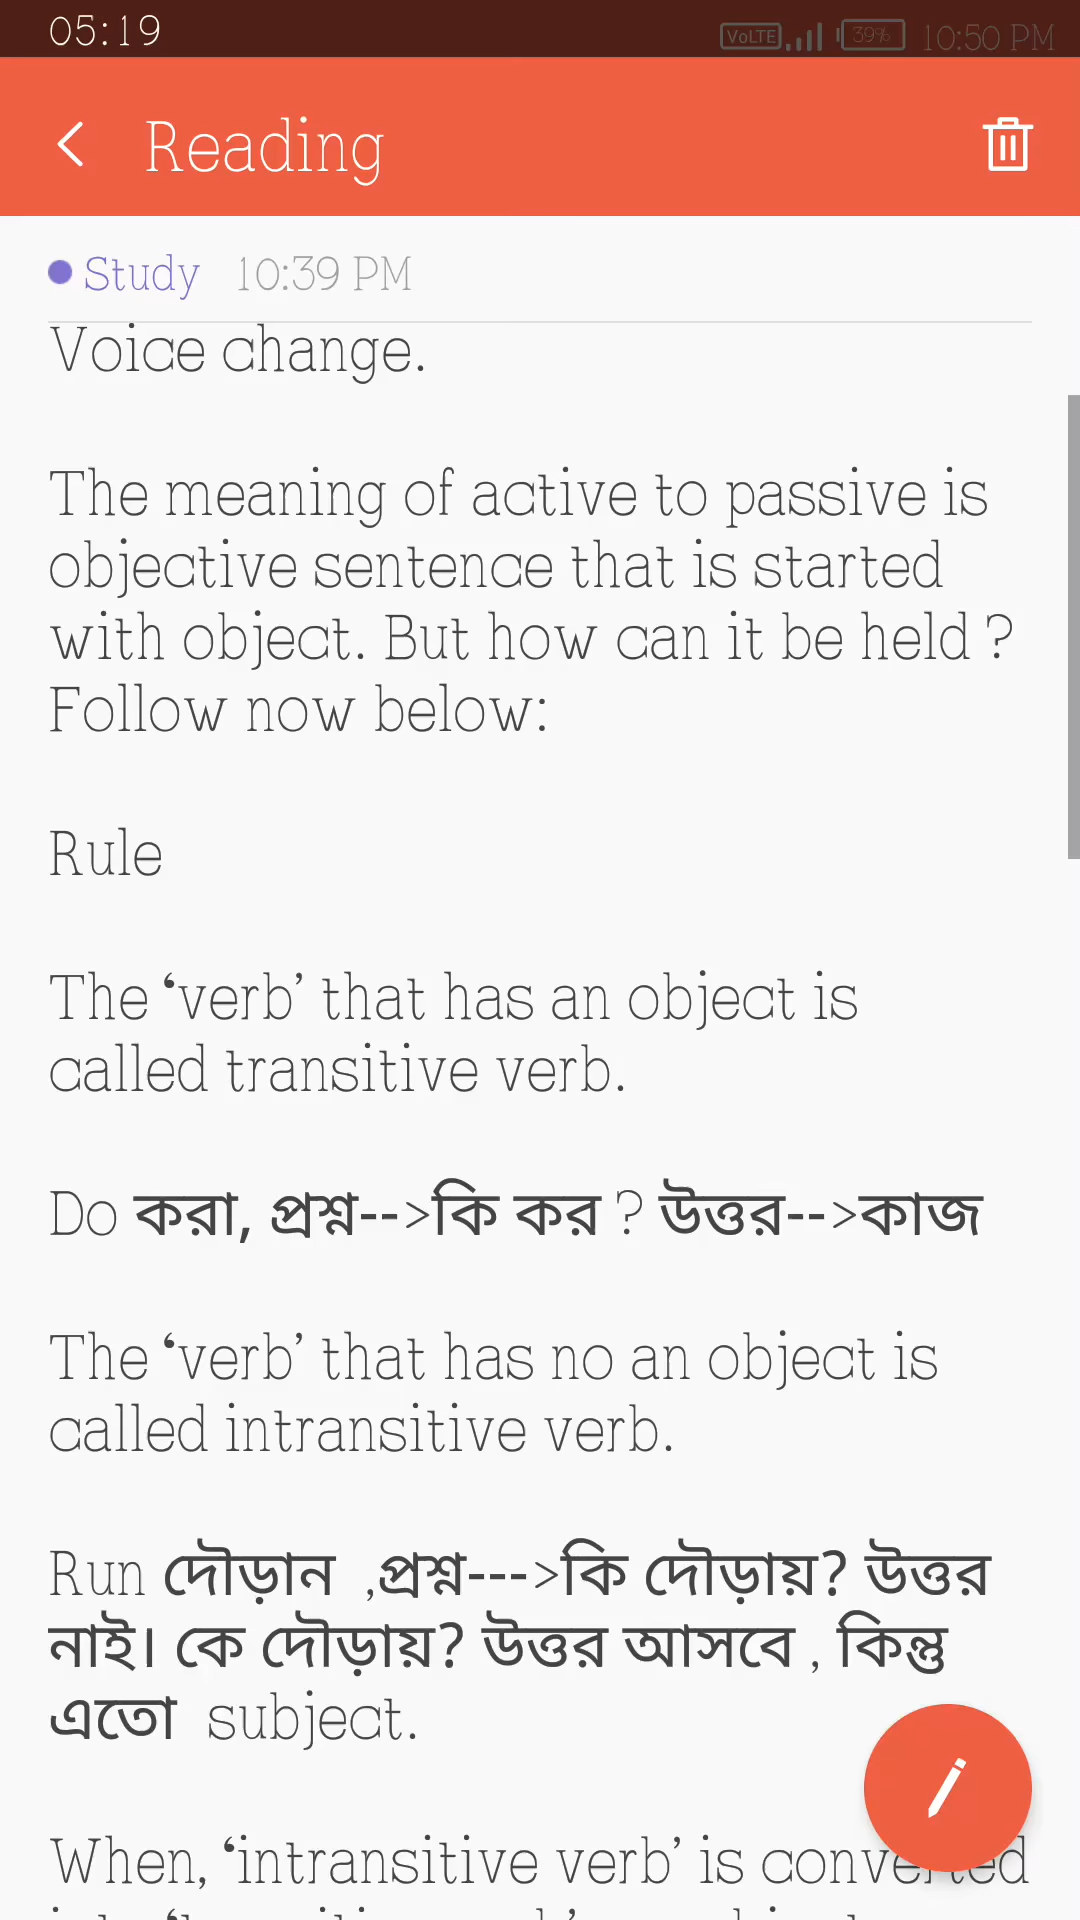 05:19 VoLTE 39% 10:50 PM
Reading
Study 10:39 PM
Voice change.
The meaning of active to passive is
objective sentence that is started
with object. But how can it be held ?
Follow now below:
Rule
The ‘verb’ that has an object is
called transitive verb.
Do করা, প্রশ্ন-->কি কর ? উত্তর-->কাজ
The ‘verb’ that has no an object is
called intransitive verb.
Run দৌড়ান ,প্রশ্ন--->কি দৌড়ায়? উত্তর
নাই। কে দৌড়ায়? উত্তর আসবে , কিন্তু
এতো subject.
When, ‘intransitive verb’ is converted